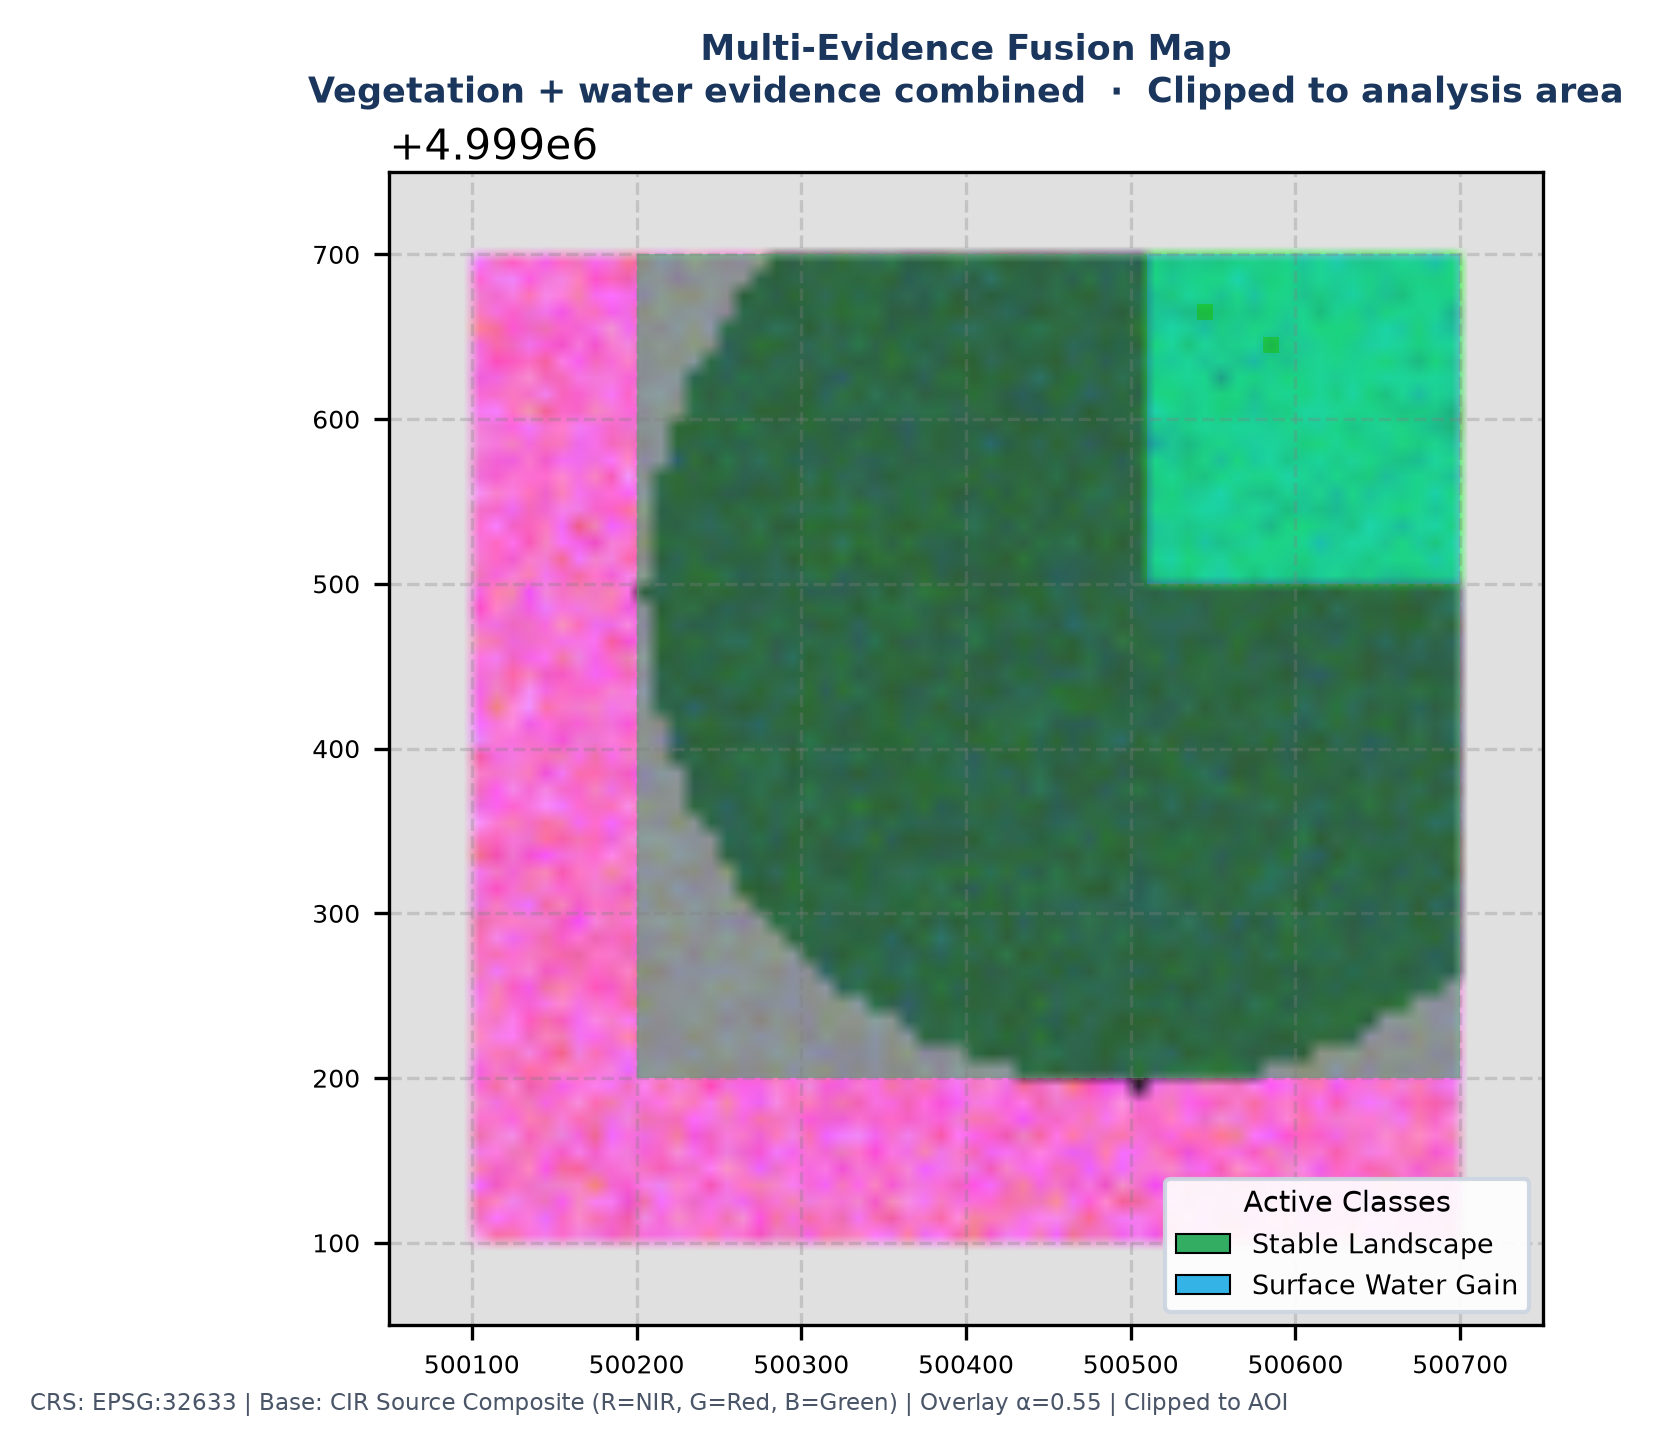 Multi-Evidence Fusion Map
Vegetation + water evidence combined · Clipped to analysis area
+4.999e6
700
600
500
400
300
200
100
Active Classes
Stable Landscape
Surface Water Gain
500100 500200 500300 500400 500500 500600 500700
CRS: EPSG:32633 | Base: CIR Source Composite (R=NIR, G=Red, B=Green) | Overlay α=0.55 | Clipped to AOI